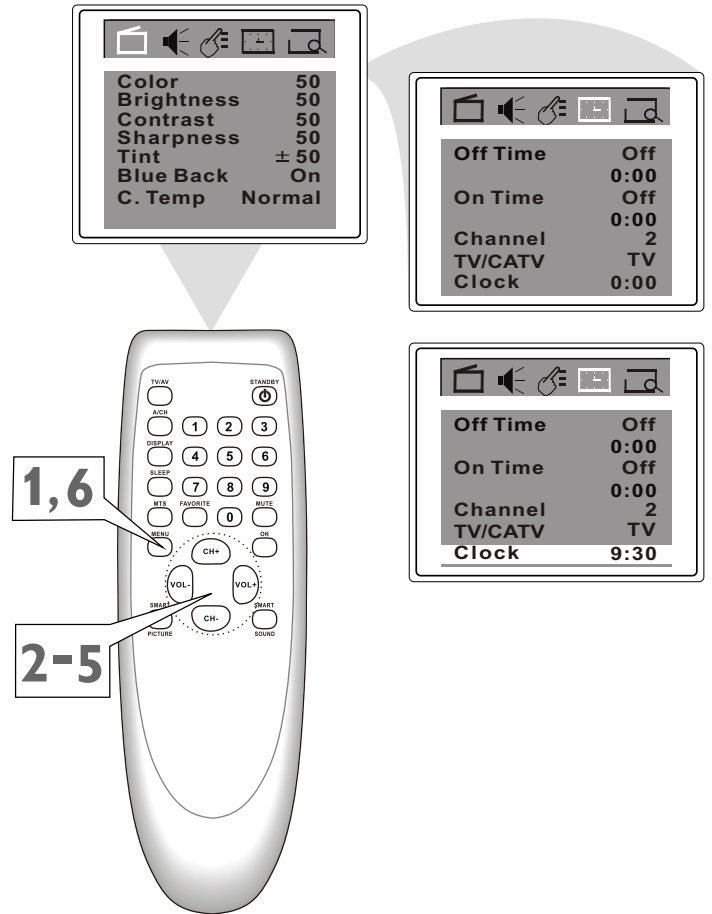 Color 50
Brightness 50
Contrast 50
Sharpness 50
Tint ± 50
Blue Back On
C. Temp Normal
Off Time Off
0:00
On Time Off
0:00
Channel 2
TV/CATV TV
Clock 0:00
Off Time Off
0:00
On Time Off
0:00
Channel 2
TV/CATV TV
Clock 9:30
TV/AV STANDBY
A/CH
1 2 3
DISPLAY
4 5 6
SLEEP
7 8 9
MTS FAVORITE MUTE
0
MENU OK
CH+
VOL- VOL+
CH-
SMART SMART
PICTURE SOUND
1,6
2-5